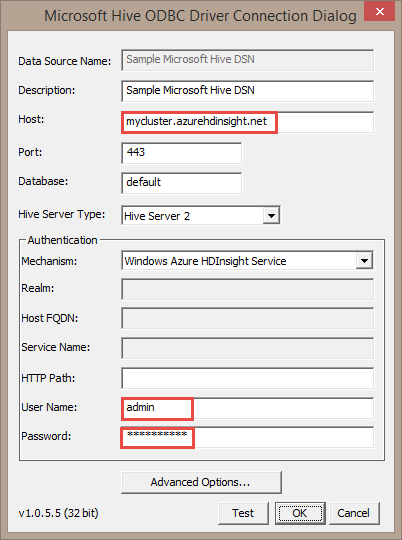 Microsoft Hive ODBC Driver Connection Dialog
Data Source Name: Sample Microsoft Hive DSN
Description: Sample Microsoft Hive DSN
Host: mycluster.azurehdinsight.net
Port: 443
Database: default
Hive Server Type: Hive Server 2
Authentication
Mechanism: Windows Azure HDInsight Service
Realm:
Host FQDN:
Service Name:
HTTP Path:
User Name: admin
Password: **********
Advanced Options...
v1.0.5.5 (32 bit) Test OK Cancel